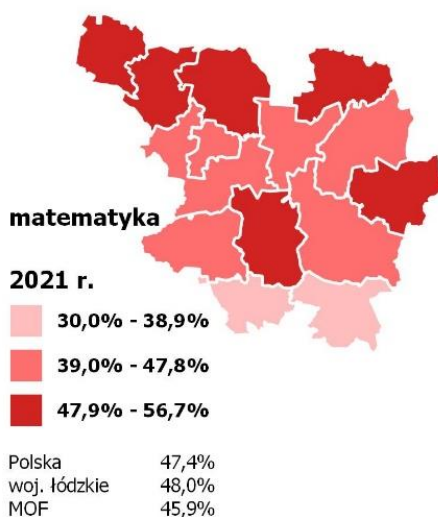 matematyka
2021 r.
30,0% - 38,9%
39,0% - 47,8%
47,9% - 56,7%
Polska 47,4%
woj. łódzkie 48,0%
MOF 45,9%